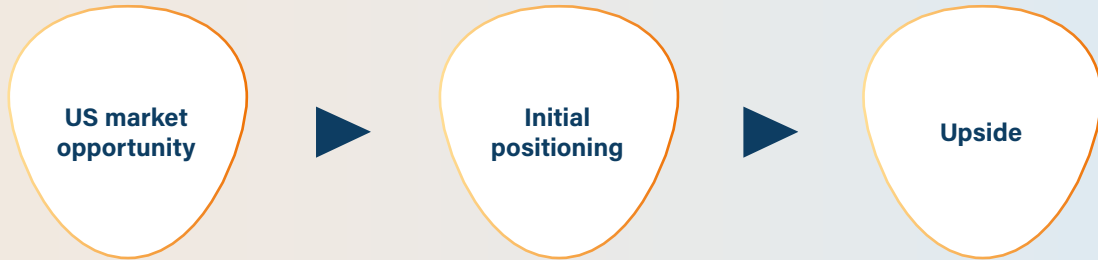 US market
opportunity
Initial
positioning
Upside